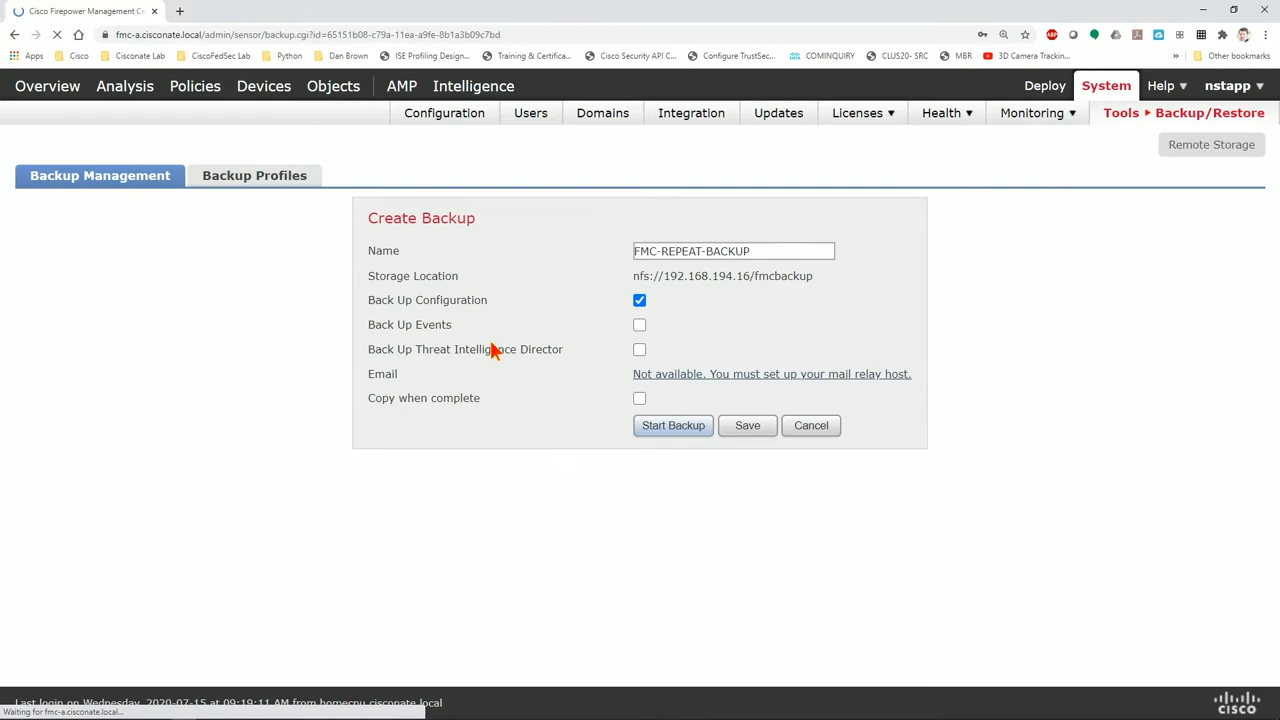 Cisco Firepower Management Ce
fmc-a.cisconate.local/admin/sensor/backup.cgi?id=65151b08-c79a-11ea-a9fe-8b1a3b09c7bd
Apps Cisco Cisconate Lab CiscoFedSec Lab Python Dan Brown ISE Profiling Design... Training & Certifica... Cisco Security API C... Configure TrustSec... COMINQUIRY CLUS20- SRC MBR 3D Camera Trackin... » Other bookmarks
Overview Analysis Policies Devices Objects AMP Intelligence Deploy System Help nstapp
Configuration Users Domains Integration Updates Licenses Health Monitoring Tools Backup/Restore
Remote Storage
Backup Management Backup Profiles
Create Backup
Name FMC-REPEAT-BACKUP
Storage Location nfs://192.168.194.16/fmcbackup
Back Up Configuration
Back Up Events
Back Up Threat Intelligence Director
Email Not available. You must set up your mail relay host.
Copy when complete
Start Backup Save Cancel
Last login on Wednesday, 2020-07-15 at 09:19:11 AM from homecpu.cisconate.local
Waiting for fmc-a.cisconate.local...
CISCO